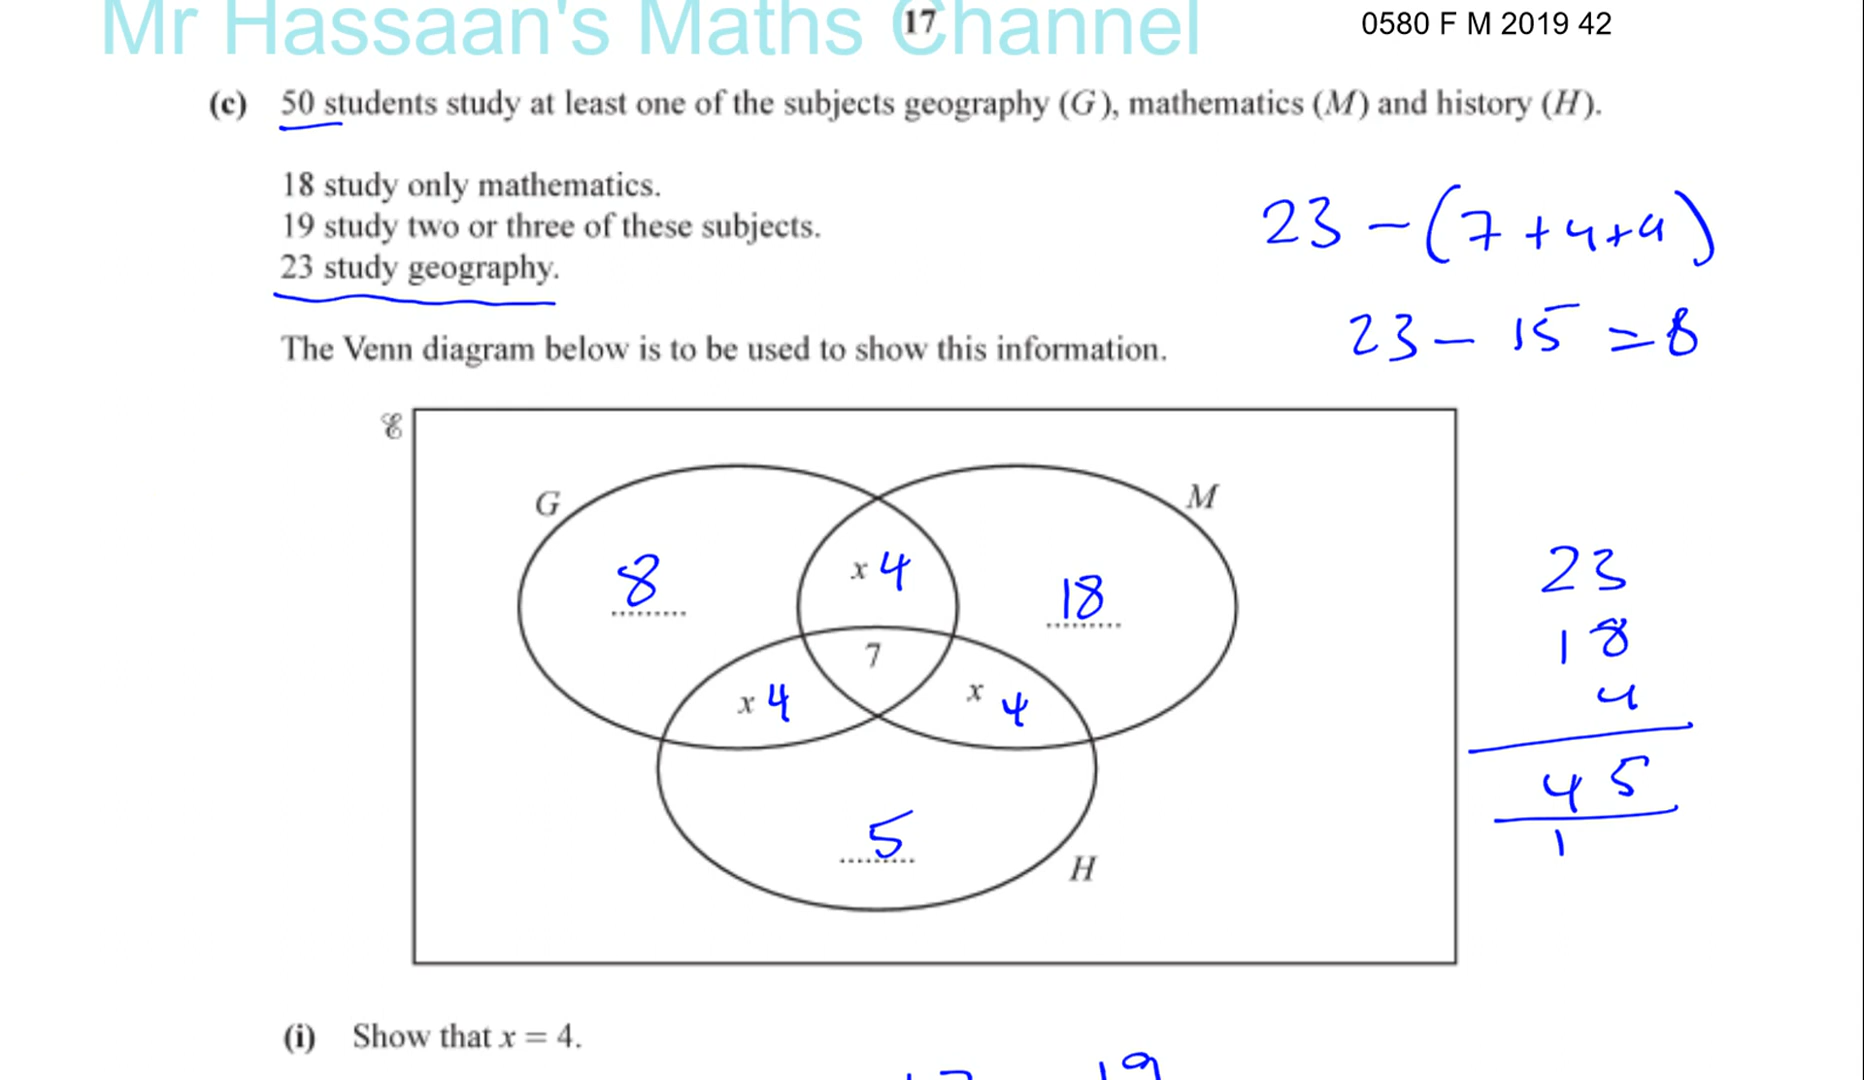 Mr Hassaan's Maths Channel
17
0580 F M 2019 42
(c) 50 students study at least one of the subjects geography (G), mathematics (M) and history (H).
18 study only mathematics.
19 study two or three of these subjects.
23 study geography.
23 - (7 + 4 + 4)
23 - 15 = 8
The Venn diagram below is to be used to show this information.
ℰ
G
M
8
x 4
18
7
x 4
x 4
5
H
23
18
4
45
1
(i) Show that x = 4.
19